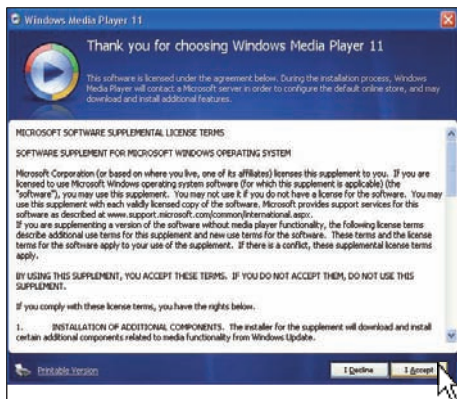 Windows Media Player 11
Thank you for choosing Windows Media Player 11
This software is licensed under the agreement below. During the installation process, Windows
Media Player will contact a Microsoft server in order to configure the default online store, and may
download and install additional features.
MICROSOFT SOFTWARE SUPPLEMENTAL LICENSE TERMS
SOFTWARE SUPPLEMENT FOR MICROSOFT WINDOWS OPERATING SYSTEM
Microsoft Corporation (or based on where you live, one of its affiliates) licenses this supplement to you. If you are
licensed to use Microsoft Windows operating system software (for which this supplement is applicable) (the
"software"), you may use this supplement. You may not use it if you do not have a license for the software. You may
use this supplement with each validly licensed copy of the software. Microsoft provides support services for this
software as described at www.support.microsoft.com/common/international.aspx.
If you are supplementing a version of the software without media player functionality, the following license terms
describe additional use terms for this supplement and new use terms for the software. These terms and the license
terms for the software apply to your use of the supplement. If there is a conflict, these supplemental license terms
apply.
BY USING THIS SUPPLEMENT, YOU ACCEPT THESE TERMS. IF YOU DO NOT ACCEPT THEM, DO NOT USE THIS
SUPPLEMENT.
If you comply with these license terms, you have the rights below.
1. INSTALLATION OF ADDITIONAL COMPONENTS. The installer for the supplement will download and install
certain additional components related to media functionality from Windows Update.
Printable Version
I Decline
I Accept